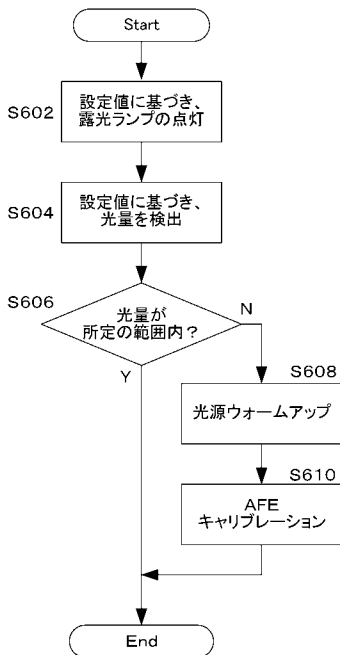 Start
S602
設定値に基づき、
露光ランプの点灯
S604
設定値に基づき、
光量を検出
S606
光量が
所定の範囲内？
N
Y
S608
光源ウォームアップ
S610
AFE
キャリブレーション
End